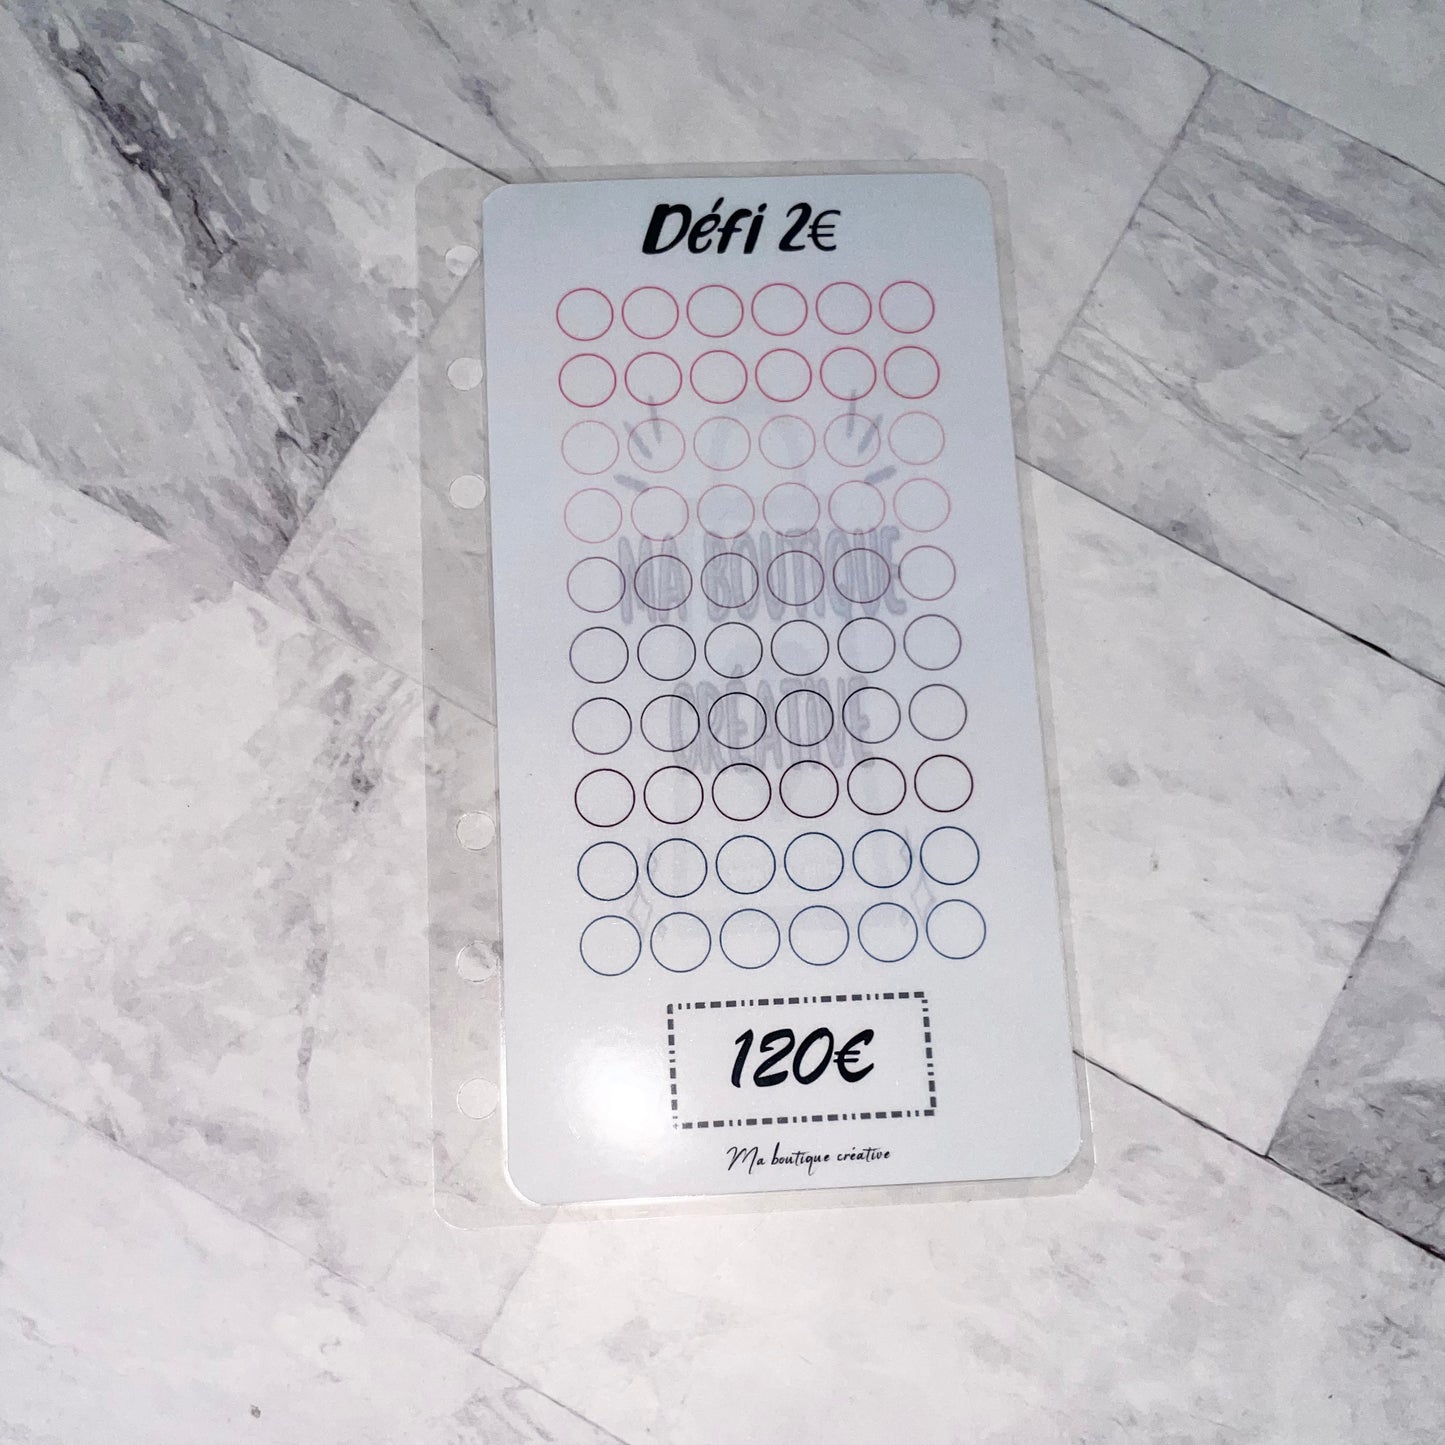 Défi 2€
MA BOUTIQUE
CRÉATIVE
120€
Ma boutique créative